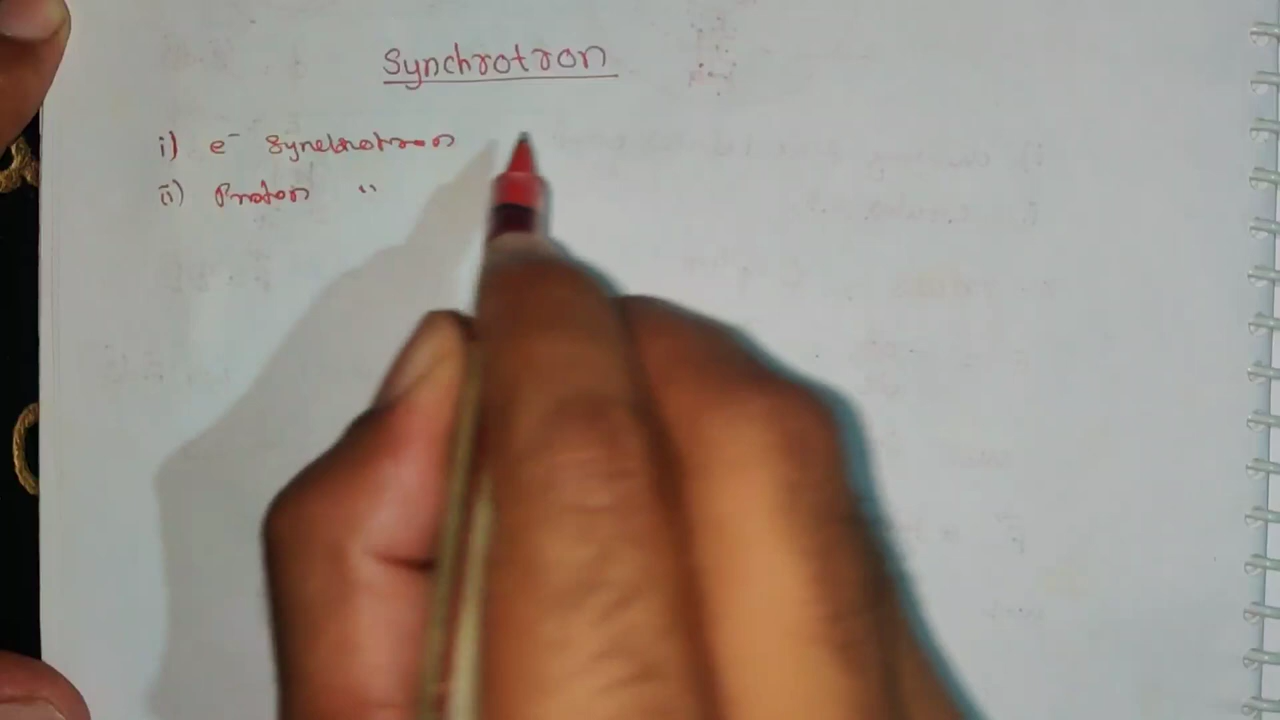 Synchrotron
i) e⁻ Synchrotron
ii) Proton "